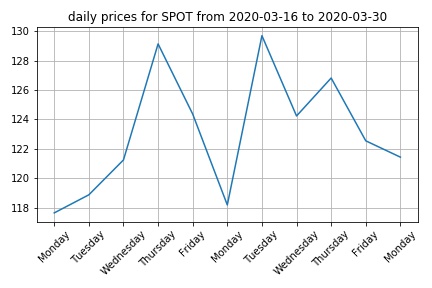 daily prices for SPOT from 2020-03-16 to 2020-03-30
130
128
126
124
122
120
118
Monday
Tuesday
Wednesday
Thursday
Friday
Monday
Tuesday
Wednesday
Thursday
Friday
Monday